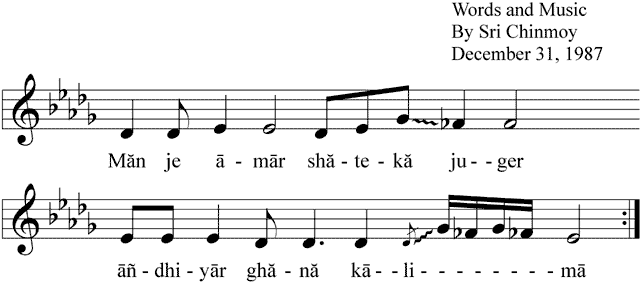 Words and Music
By Sri Chinmoy
December 31, 1987
Măn je ā - mār shă - te - kă ju - - ger
āñ - dhi - yār ghă - nă kā - li - - - - - - - mā